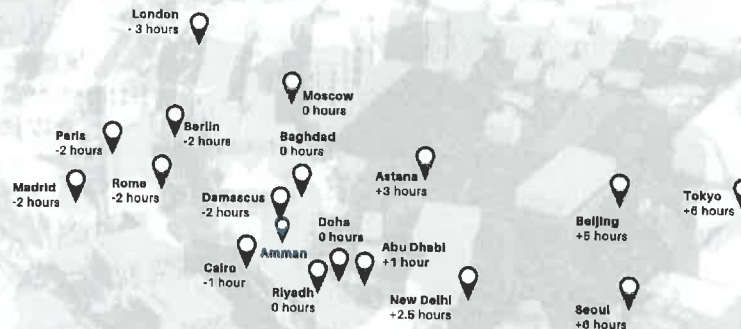 London
- 3 hours
Moscow
0 hours
Berlin
-2 hours
Paris
-2 hours
Baghdad
0 hours
Astana
+3 hours
Madrid
-2 hours
Rome
-2 hours
Damascus
-2 hours
Tokyo
+6 hours
Beijing
+5 hours
Doha
0 hours
Amman
Abu Dhabi
+1 hour
Cairo
-1 hour
Riyadh
0 hours
New Delhi
+2.5 hours
Seoul
+6 hours